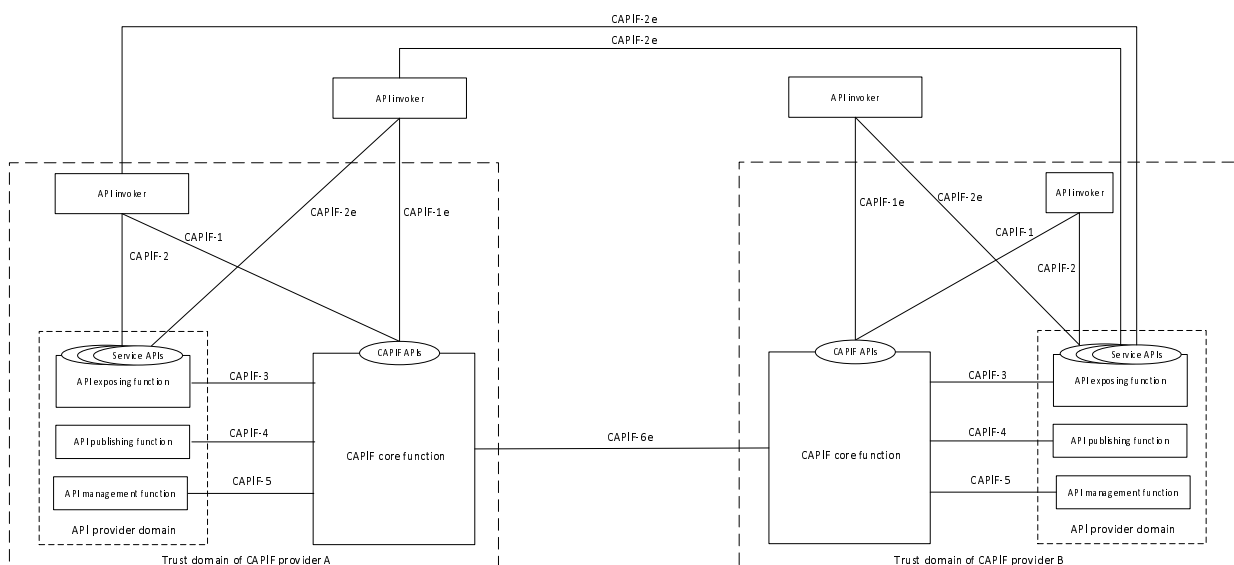 CAPIF-2e
CAPIF-2e
API invoker
API invoker
API invoker
API invoker
CAPIF-2
CAPIF-1
CAPIF-2e
CAPIF-1e
CAPIF-1e
CAPIF-2e
CAPIF-1
CAPIF-2
Service APIs
API exposing function
CAPIF APIs
CAPIF-3
API publishing function
CAPIF-4
CAPIF core function
API management function
CAPIF-5
API provider domain
Trust domain of CAPIF provider A
CAPIF-6e
CAPIF APIs
CAPIF core function
CAPIF-3
Service APIs
API exposing function
CAPIF-4
API publishing function
CAPIF-5
API management function
API provider domain
Trust domain of CAPIF provider B